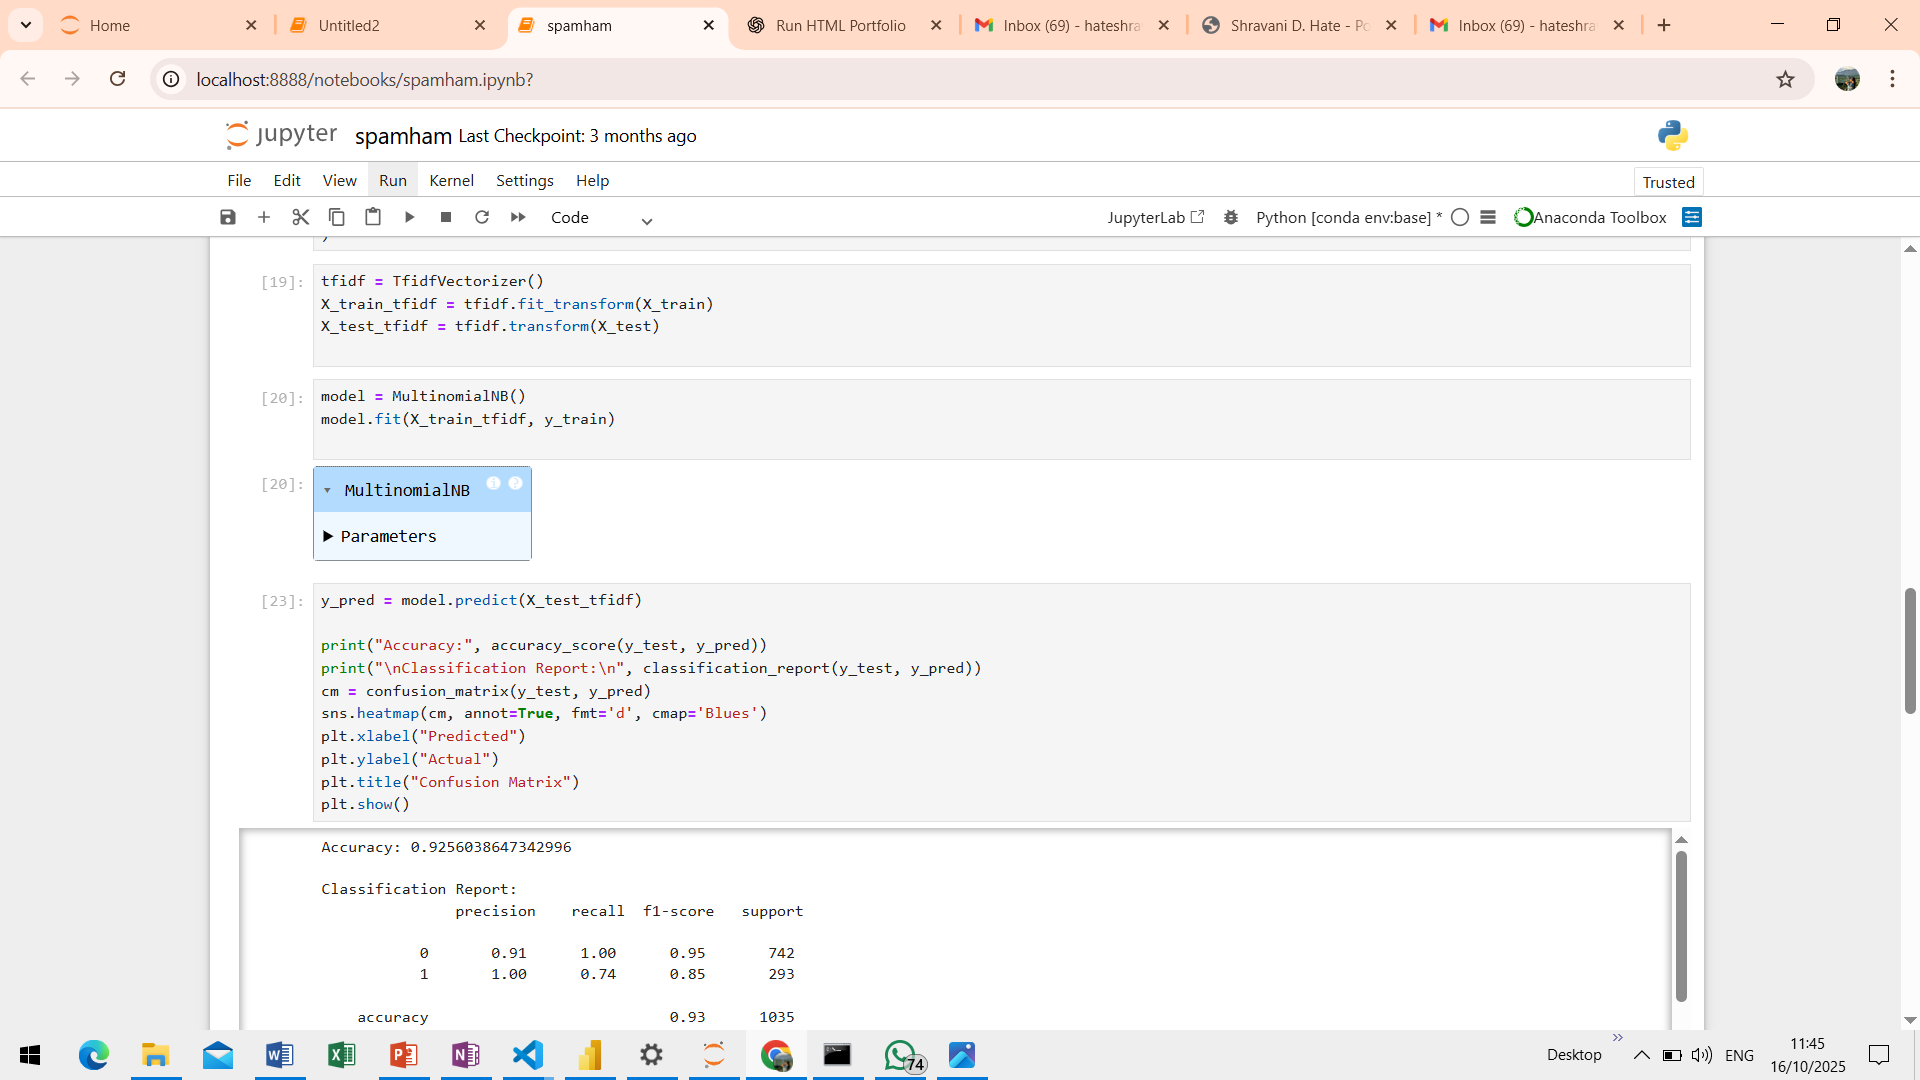 Home
Untitled2
spamham
Run HTML Portfolio
Inbox (69) - hateshra
Shravani D. Hate - Po
Inbox (69) - hateshra
localhost:8888/notebooks/spamham.ipynb?
jupyter spamham Last Checkpoint: 3 months ago
File Edit View Run Kernel Settings Help
Trusted
Code
JupyterLab
Python [conda env:base] *
Anaconda Toolbox
[19]:
tfidf = TfidfVectorizer()
X_train_tfidf = tfidf.fit_transform(X_train)
X_test_tfidf = tfidf.transform(X_test)
[20]:
model = MultinomialNB()
model.fit(X_train_tfidf, y_train)
[20]:
MultinomialNB
Parameters
[23]:
y_pred = model.predict(X_test_tfidf)
print("Accuracy:", accuracy_score(y_test, y_pred))
print("\nClassification Report:\n", classification_report(y_test, y_pred))
cm = confusion_matrix(y_test, y_pred)
sns.heatmap(cm, annot=True, fmt='d', cmap='Blues')
plt.xlabel("Predicted")
plt.ylabel("Actual")
plt.title("Confusion Matrix")
plt.show()
Accuracy: 0.9256038647342996
Classification Report:
precision recall f1-score support
0 0.91 1.00 0.95 742
1 1.00 0.74 0.85 293
accuracy 0.93 1035
74
Desktop
ENG
11:45
16/10/2025